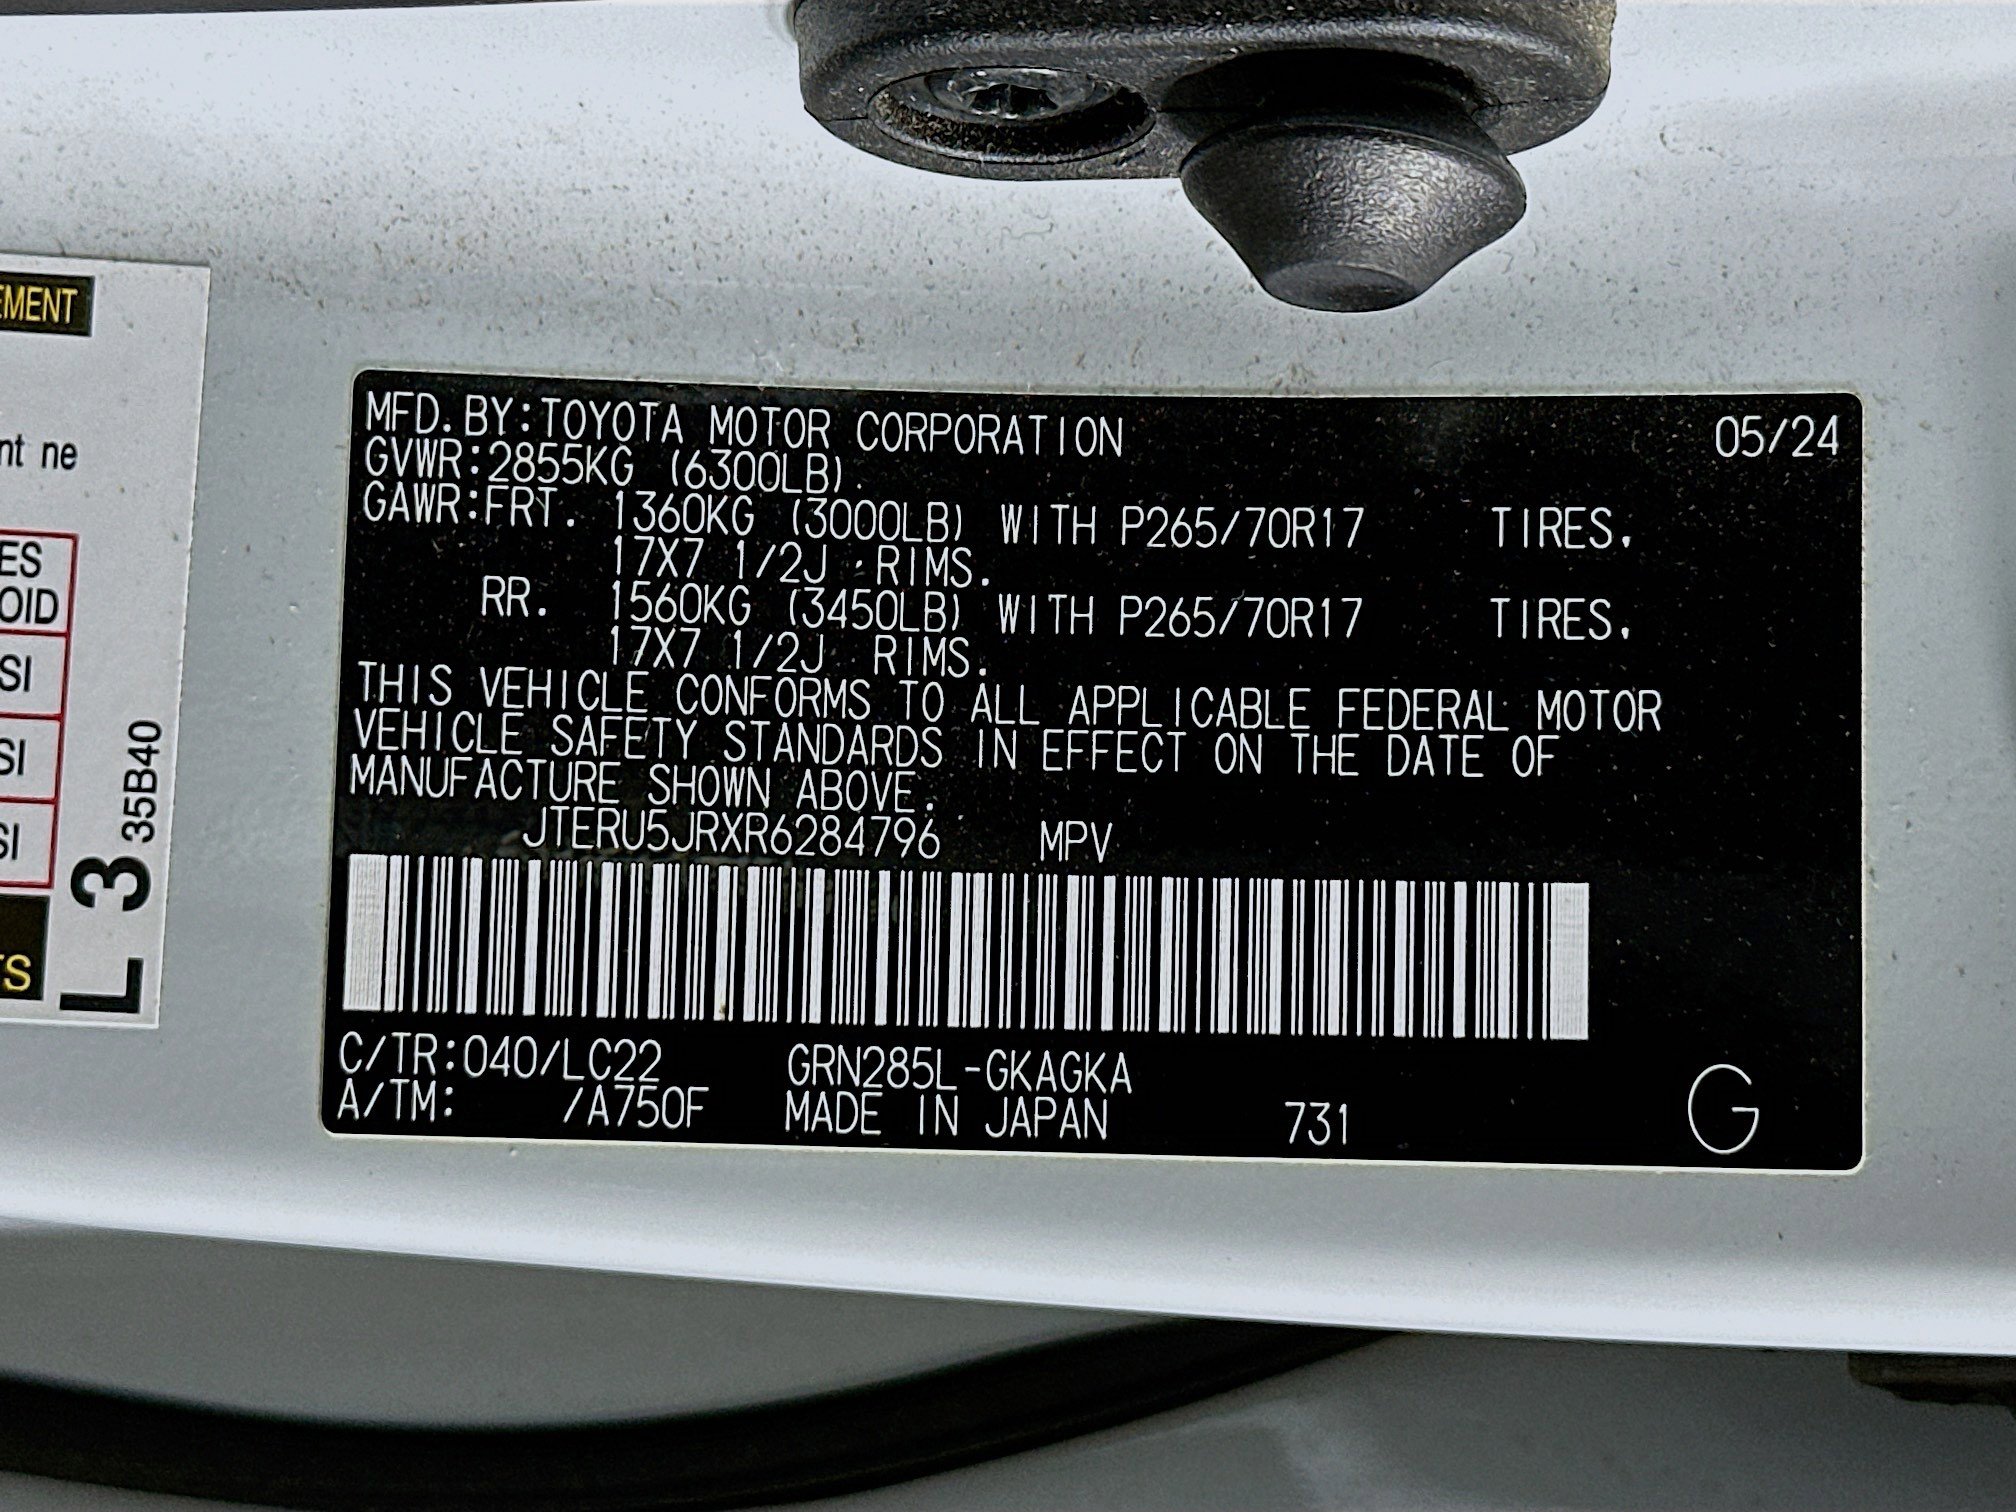 EMENT
nt ne
ES
OID
SI
SI
SI
TS
L 3 35B40
MFD. BY:TOYOTA MOTOR CORPORATION 05/24
GVWR:2855KG (6300LB).
GAWR:FRT. 1360KG (3000LB) WITH P265/70R17 TIRES.
17X7 1/2J RIMS.
RR. 1560KG (3450LB) WITH P265/70R17 TIRES.
17X7 1/2J RIMS.
THIS VEHICLE CONFORMS TO ALL APPLICABLE FEDERAL MOTOR
VEHICLE SAFETY STANDARDS IN EFFECT ON THE DATE OF
MANUFACTURE SHOWN ABOVE.
JTERU5JRXR6284796 MPV
C/TR:040/LC22 GRN285L-GKAGKA
A/TM: /A750F MADE IN JAPAN 731 G